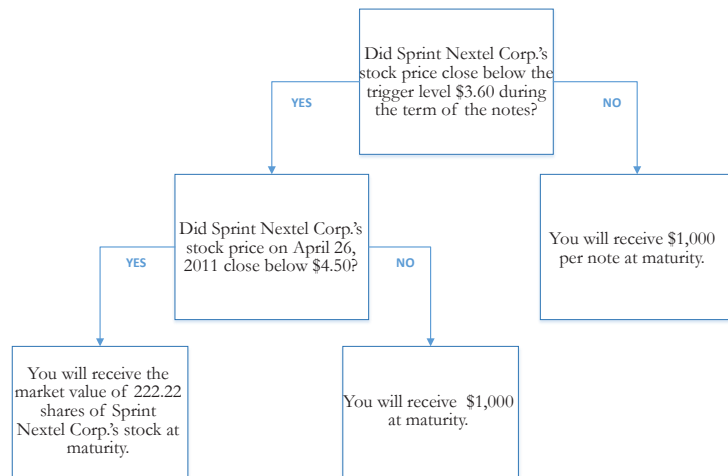 Did Sprint Nextel Corp.'s
stock price close below the
trigger level $3.60 during
the term of the notes?
YES
NO
Did Sprint Nextel Corp.'s
stock price on April 26,
2011 close below $4.50?
You will receive $1,000
per note at maturity.
YES
NO
You will receive the
market value of 222.22
shares of Sprint
Nextel Corp.'s stock at
maturity.
You will receive $1,000
at maturity.